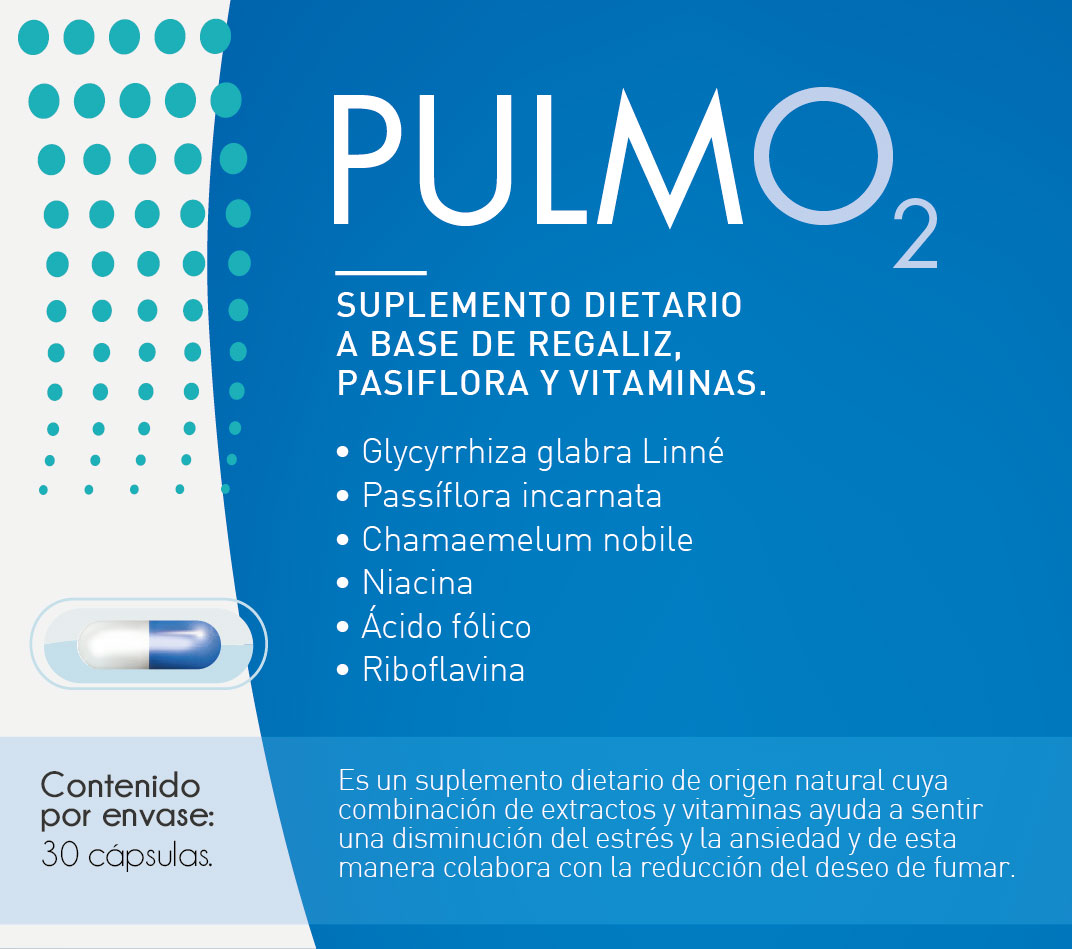 PULMO2
SUPLEMENTO DIETARIO
A BASE DE REGALIZ,
PASIFLORA Y VITAMINAS.
• Glycyrrhiza glabra Linné
• Passíflora incarnata
• Chamaemelum nobile
• Niacina
• Ácido fólico
• Riboflavina
Contenido
por envase:
30 cápsulas.
Es un suplemento dietario de origen natural cuya
combinación de extractos y vitaminas ayuda a sentir
una disminución del estrés y la ansiedad y de esta
manera colabora con la reducción del deseo de fumar.